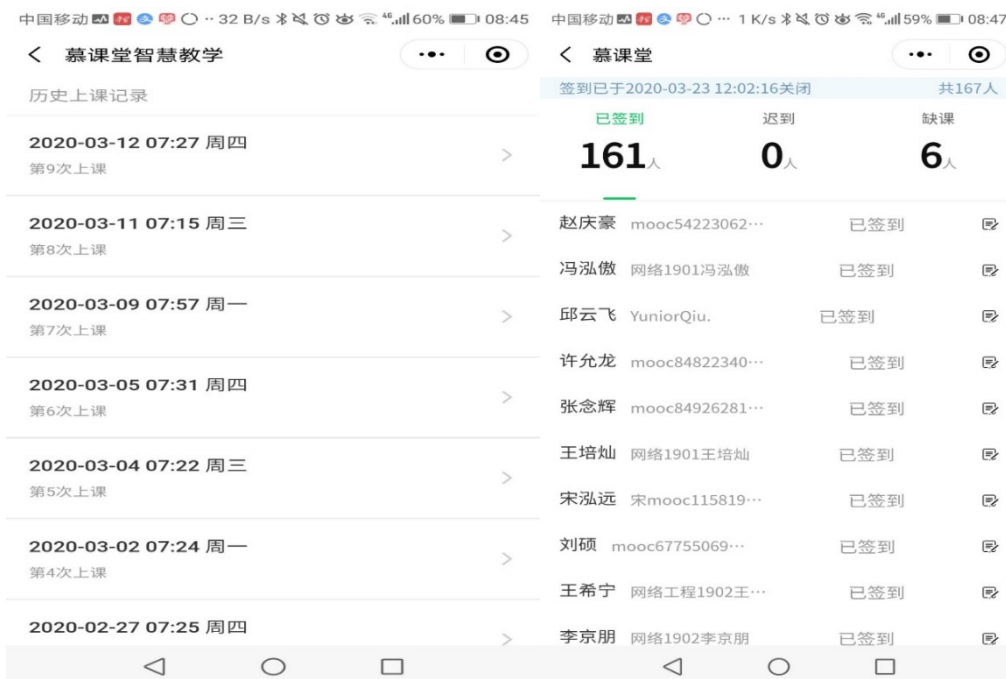 中国移动 32 B/s 46 60% 08:45
慕课堂智慧教学
历史上课记录
2020-03-12 07:27 周四
第9次上课
2020-03-11 07:15 周三
第8次上课
2020-03-09 07:57 周一
第7次上课
2020-03-05 07:31 周四
第6次上课
2020-03-04 07:22 周三
第5次上课
2020-03-02 07:24 周一
第4次上课
2020-02-27 07:25 周四
中国移动 ··· 1 K/s 46 59% 08:47
慕课堂
签到已于2020-03-23 12:02:16关闭 共167人
已签到 迟到 缺课
161人 0人 6人
赵庆豪 mooc54223062··· 已签到
冯泓傲 网络1901冯泓傲 已签到
邱云飞 YuniorQiu. 已签到
许允龙 mooc84822340··· 已签到
张念辉 mooc84926281··· 已签到
王培灿 网络1901王培灿 已签到
宋泓远 宋mooc115819··· 已签到
刘硕 mooc67755069··· 已签到
王希宁 网络工程1902王··· 已签到
李京朋 网络1902李京朋 已签到